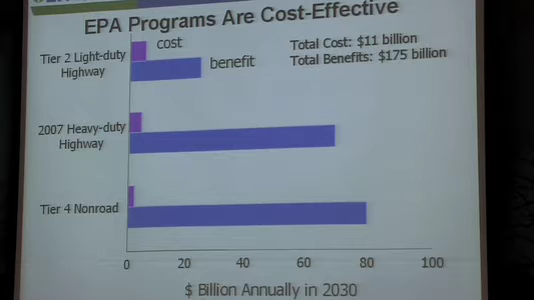 EPA Programs Are Cost-Effective
cost
Total Cost: $11 billion
Tier 2 Light-duty
Highway
benefit
Total Benefits: $175 billion
2007 Heavy-duty
Highway
Tier 4 Nonroad
0 20 40 60 80 100
$ Billion Annually in 2030